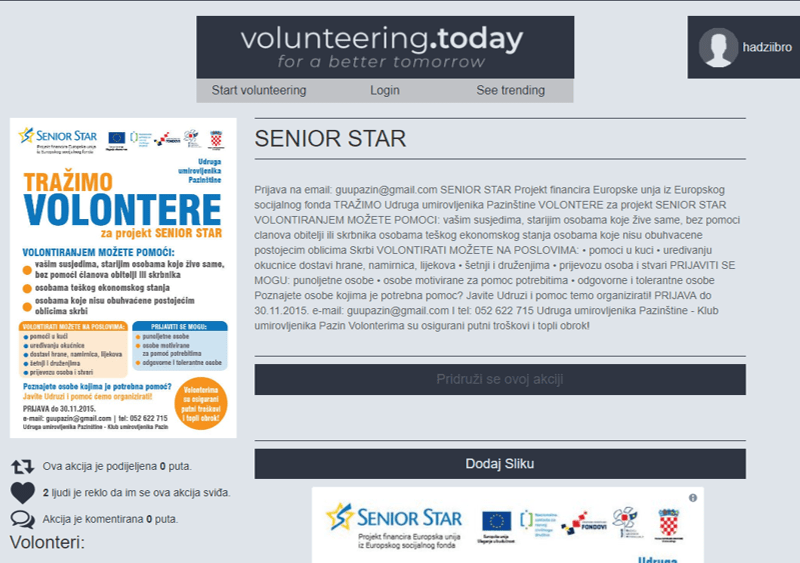 volunteering.today
for a better tomorrow
hadziibro
Start volunteering
Login
See trending
SENIOR STAR
Projekt financira Europska unija
iz Europskog socijalnog fonda
Udruga
umirovljenika
Pazinštine
TRAŽIMO
VOLONTERE
za projekt SENIOR STAR
VOLONTIRANJEM MOŽETE POMOĆI:
vašim susjedima, starijim osobama koje žive same,
bez pomoći članova obitelji ili skrbnika
osobama teškog ekonomskog stanja
osobama koje nisu obuhvaćene postojećim
oblicima skrbi
VOLONTIRATI MOŽETE NA POSLOVIMA:
• pomoći u kući
• uređivanju okućnice
• dostavi hrane, namirnica, lijekova
• šetnji i druženjima
• prijevozu osoba i stvari
PRIJAVITI SE MOGU:
• punoljetne osobe
• osobe motivirane
za pomoć potrebitima
• odgovorne i tolerantne osobe
Poznajete osobe kojima je potrebna pomoć?
Javite Udruzi i pomoć ćemo organizirati!
PRIJAVA do 30.11.2015.
e-mail: guupazin@gmail.com | tel: 052 622 715
Udruga umirovljenika Pazinštine - Klub umirovljenika Pazin
Volonterima
su osigurani
putni troškovi
i topli obrok!
Ova akcija je podijeljena 0 puta.
2 ljudi je reklo da im se ova akcija sviđa.
Akcija je komentirana 0 puta.
Volonteri:
SENIOR STAR
Prijava na email: guupazin@gmail.com SENIOR STAR Projekt financira Europske unija iz Europskog
socijalnog fonda TRAŽIMO Udruga umirovljenika Pazinštine VOLONTERE za projekt SENIOR STAR
VOLONTIRANJEM MOŽETE POMOCI: vašim susjedima, starijim osobama koje žive same, bez pomoci
clanova obitelji ili skrbnika osobama teškog ekonomskog stanja osobama koje nisu obuhvacene
postojecim oblicima Skrbi VOLONTIRATI MOŽETE NA POSLOVIMA: • pomoci u kuci • uredivanju
okucnice dostavi hrane, namirnica, lijekova • šetnji i druženjima • prijevozu osoba i stvari PRIJAVITI SE
MOGU: punoljetne osobe • osobe motivirane za pomoc potrebitima • odgovorne i tolerantne osobe
Poznajete osobe kojima je potrebna pomoc? Javite Udruzi i pomoc temo organizirati! PRIJAVA do
30.11.2015. e-mail: guupazin@gmail.com I tel: 052 622 715 Udruga umirovljenika Pazinštine - Klub
umirovljenika Pazin Volonterima su osigurani putni troškovi i topli obrok!
Pridruži se ovoj akciji
Dodaj Sliku
SENIOR STAR
Projekt financira Europska unija
iz Europskog socijalnog fonda
FONDOVI
Udruga